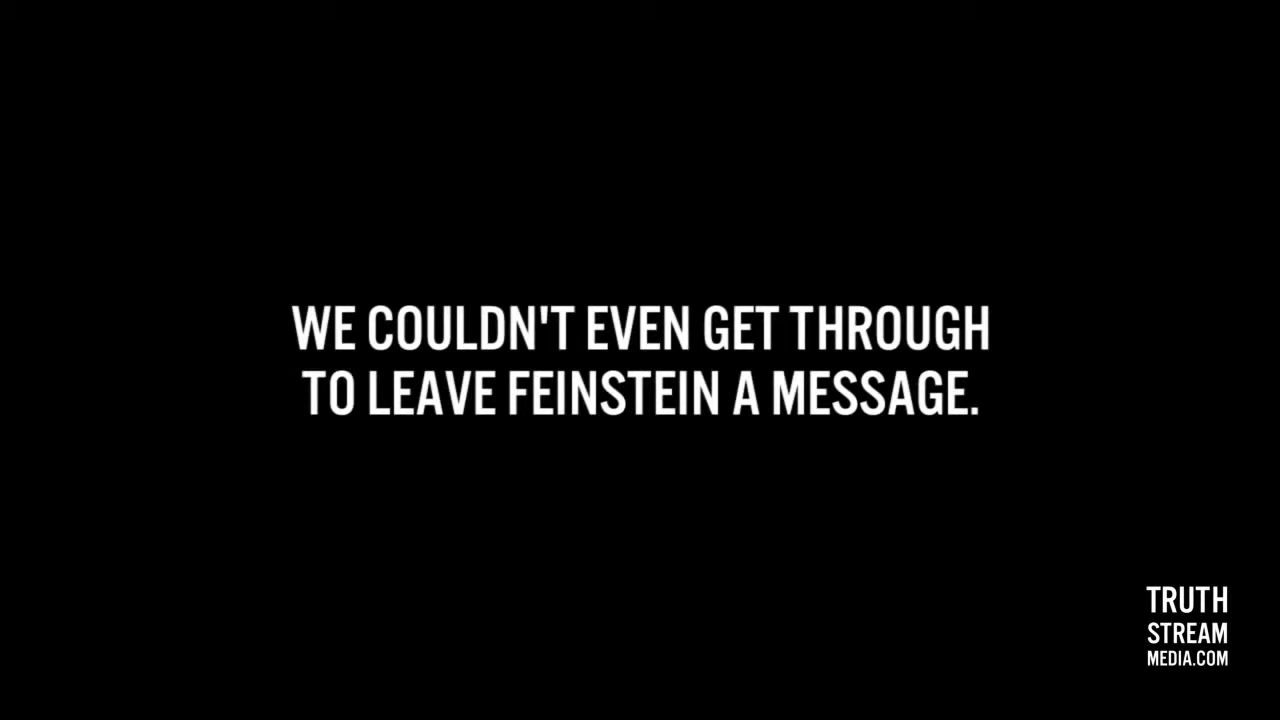 WE COULDN'T EVEN GET THROUGH
TO LEAVE FEINSTEIN A MESSAGE.
TRUTH
STREAM
MEDIA.COM